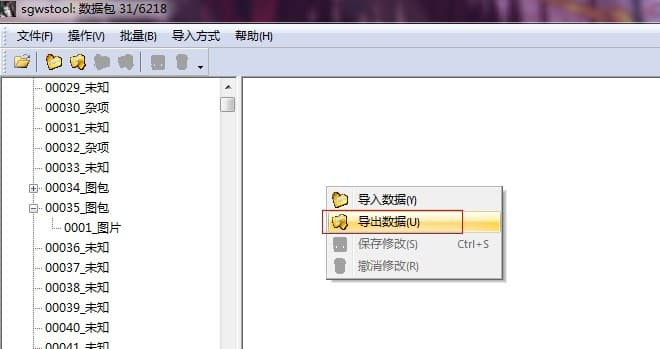 sgwstool: 数据包 31/6218
文件(F) 操作(V) 批量(B) 导入方式 帮助(H)
00029_未知
00030_杂项
00031_未知
00032_杂项
00033_未知
00034_图包
00035_图包
0001_图片
00036_未知
00037_未知
00038_未知
00039_未知
00040_未知
00041_未知
导入数据(Y)
导出数据(U)
保存修改(S) Ctrl+S
撤消修改(R)